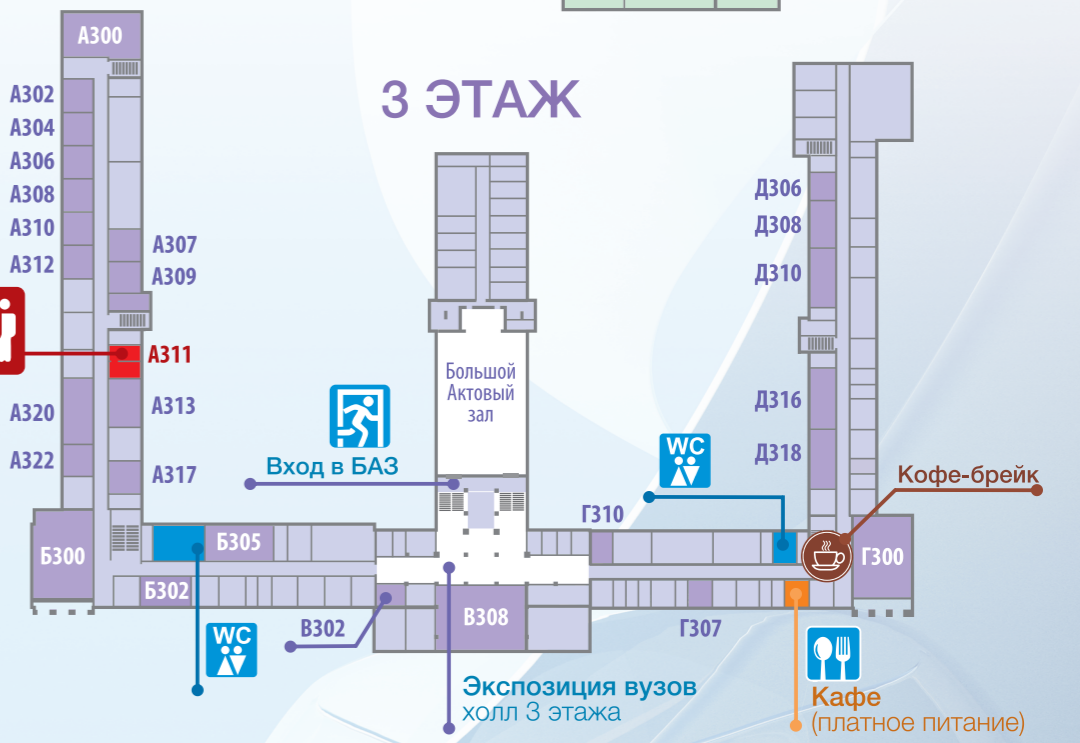 3 ЭТАЖ
А300
А302
А304
А306
А308
А310
А312
А307
А309
А311
А313
А317
А320
А322
Б300
Б305
Б302
WC
В302
Вход в БАЗ
Большой
Актовый
зал
В308
Экспозиция вузов
холл 3 этажа
Г310
WC
Г307
Д306
Д308
Д310
Д316
Д318
Кофе-брейк
Г300
Кафе
(платное питание)